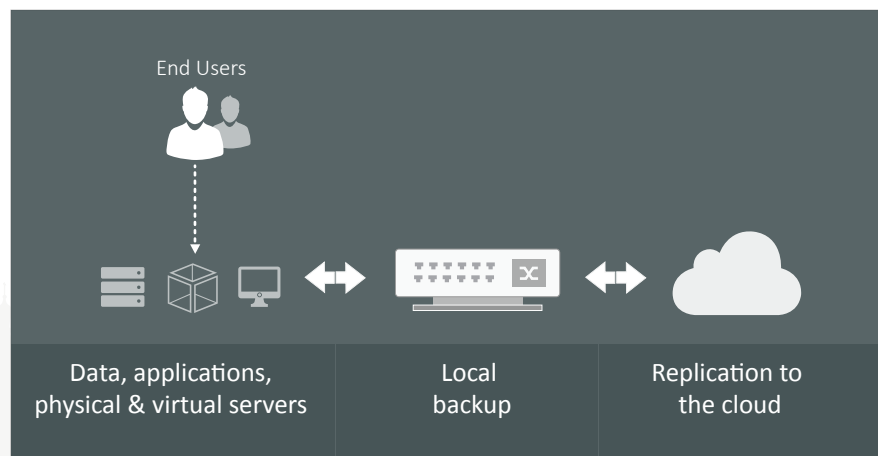 End Users
Data, applications,
physical & virtual servers
Local
backup
Replication to
the cloud